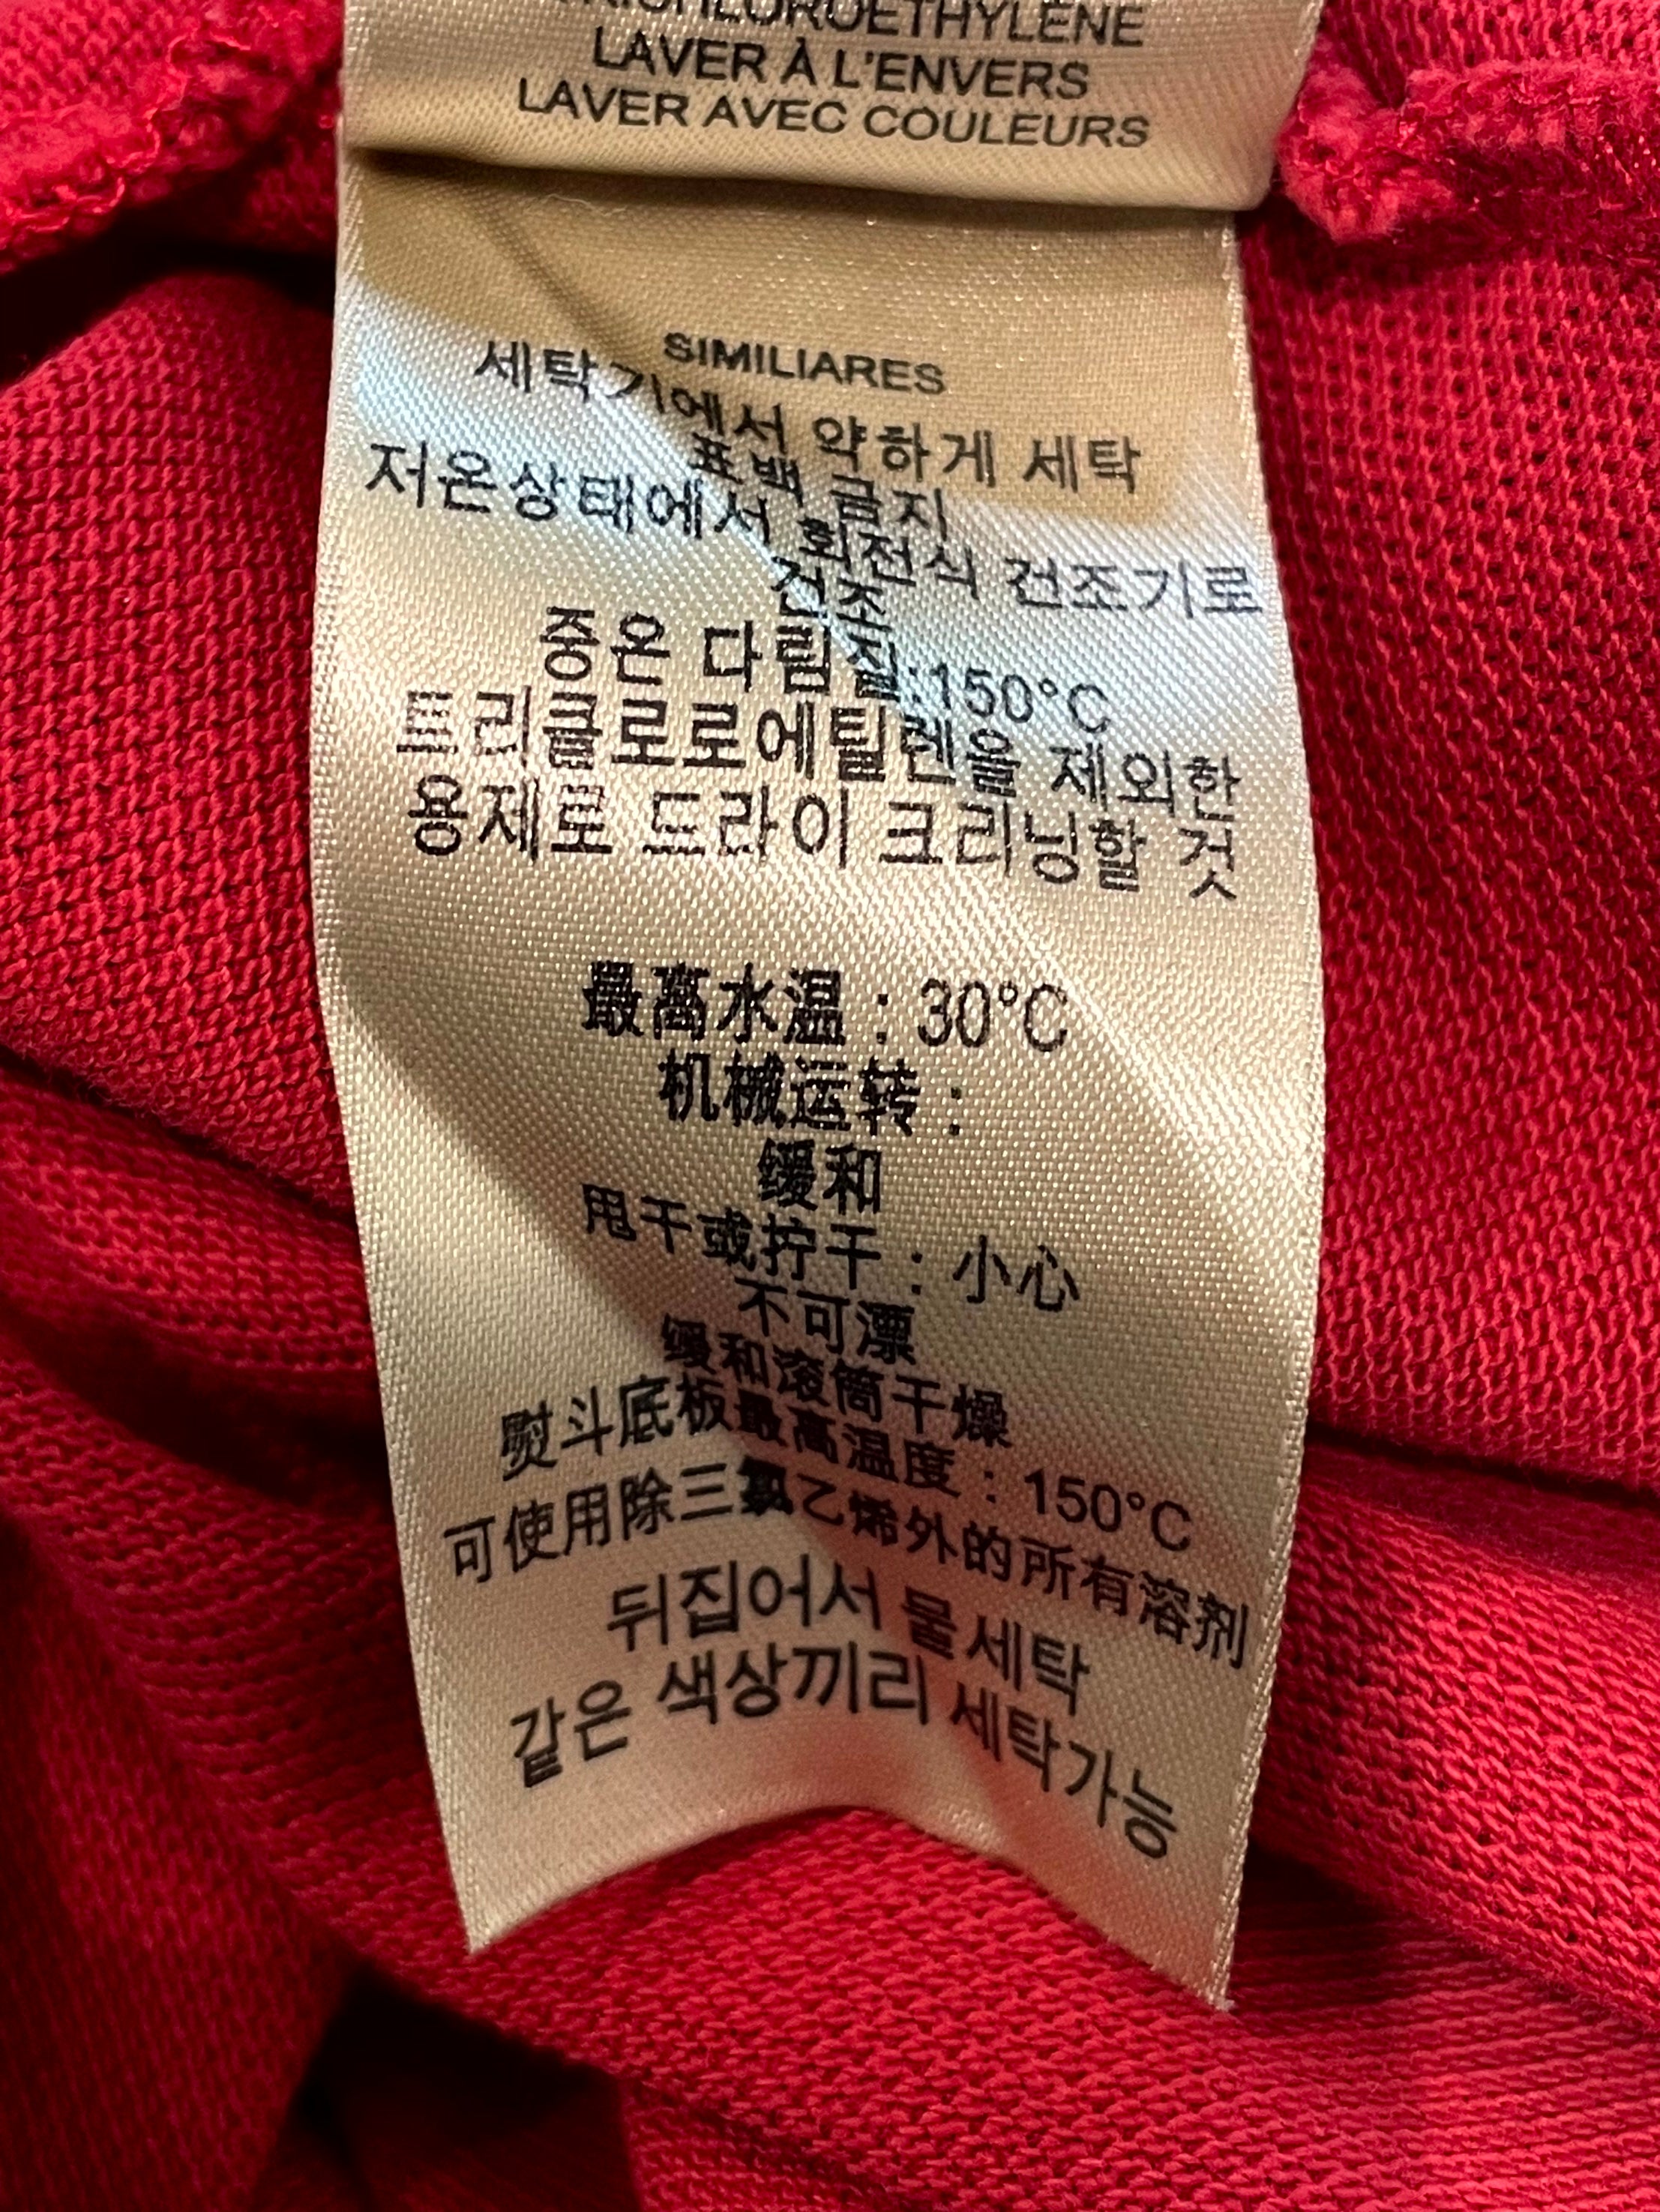 TRICHLOROETHYLÈNE
LAVER À L'ENVERS
LAVER AVEC COULEURS
SIMILIARES
세탁기에서 약하게 세탁
표백 금지
저온상태에서 회전식 건조기로
건조
중온 다림질:150°C
트리클로로에틸렌을 제외한
용제로 드라이 크리닝할 것
最高水温：30°C
机械运转：
缓和
甩干或拧干：小心
不可漂
缓和滚筒干燥
熨斗底板最高温度：150°C
可使用除三氯乙烯外的所有溶剂
뒤집어서 물세탁
같은 색상끼리 세탁가능